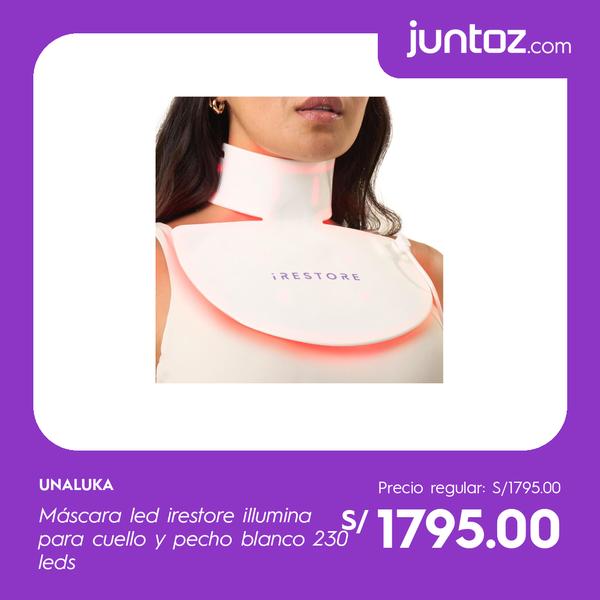 juntoz.com
iRESTORE
UNALUKA
Precio regular: S/1795.00
Máscara led irestore illumina
para cuello y pecho blanco 230
leds
S/ 1795.00